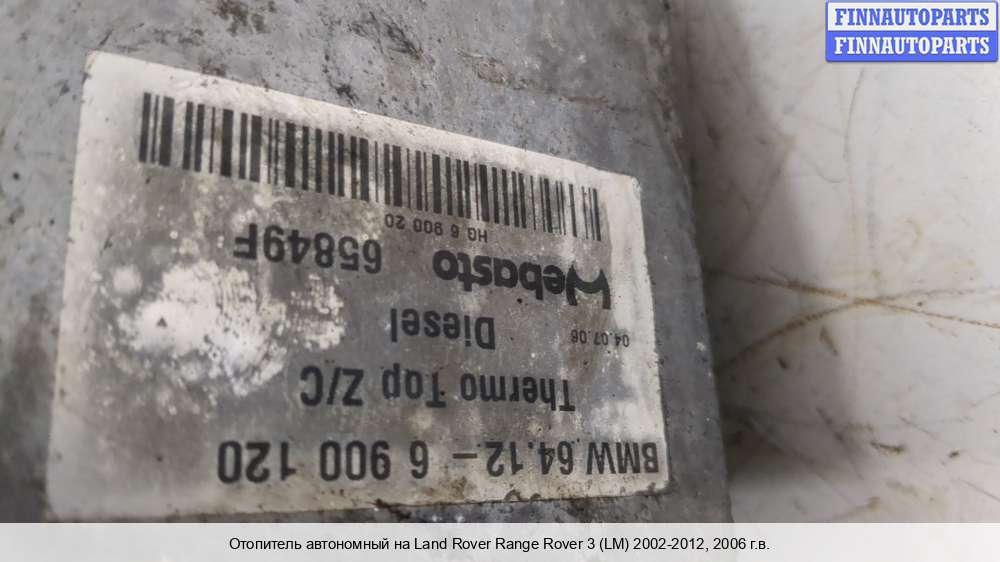 FINNAUTOPARTS
FINNAUTOPARTS
BMW 64.12- 6 900 120
Thermo Top Z/C
Diesel
04.07.06
Webasto 65849F
HG 6 900 20
Отопитель автономный на Land Rover Range Rover 3 (LM) 2002-2012, 2006 г.в.